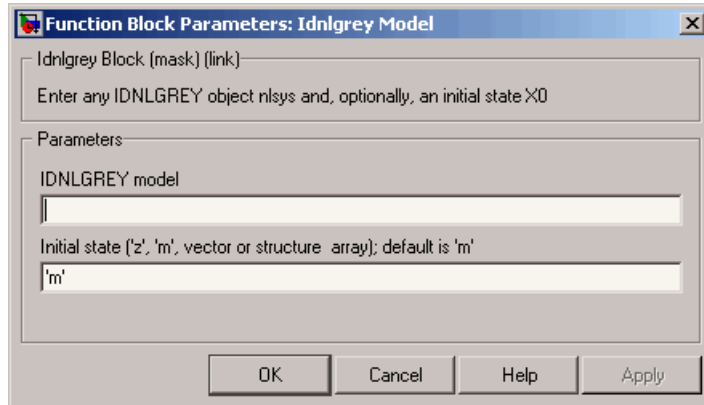 Function Block Parameters: Idnlgrey Model
Idnlgrey Block (mask) (link)
Enter any IDNLGREY object nlsys and, optionally, an initial state X0
Parameters
IDNLGREY model
Initial state ('z', 'm', vector or structure array); default is 'm'
'm'
OK Cancel Help Apply